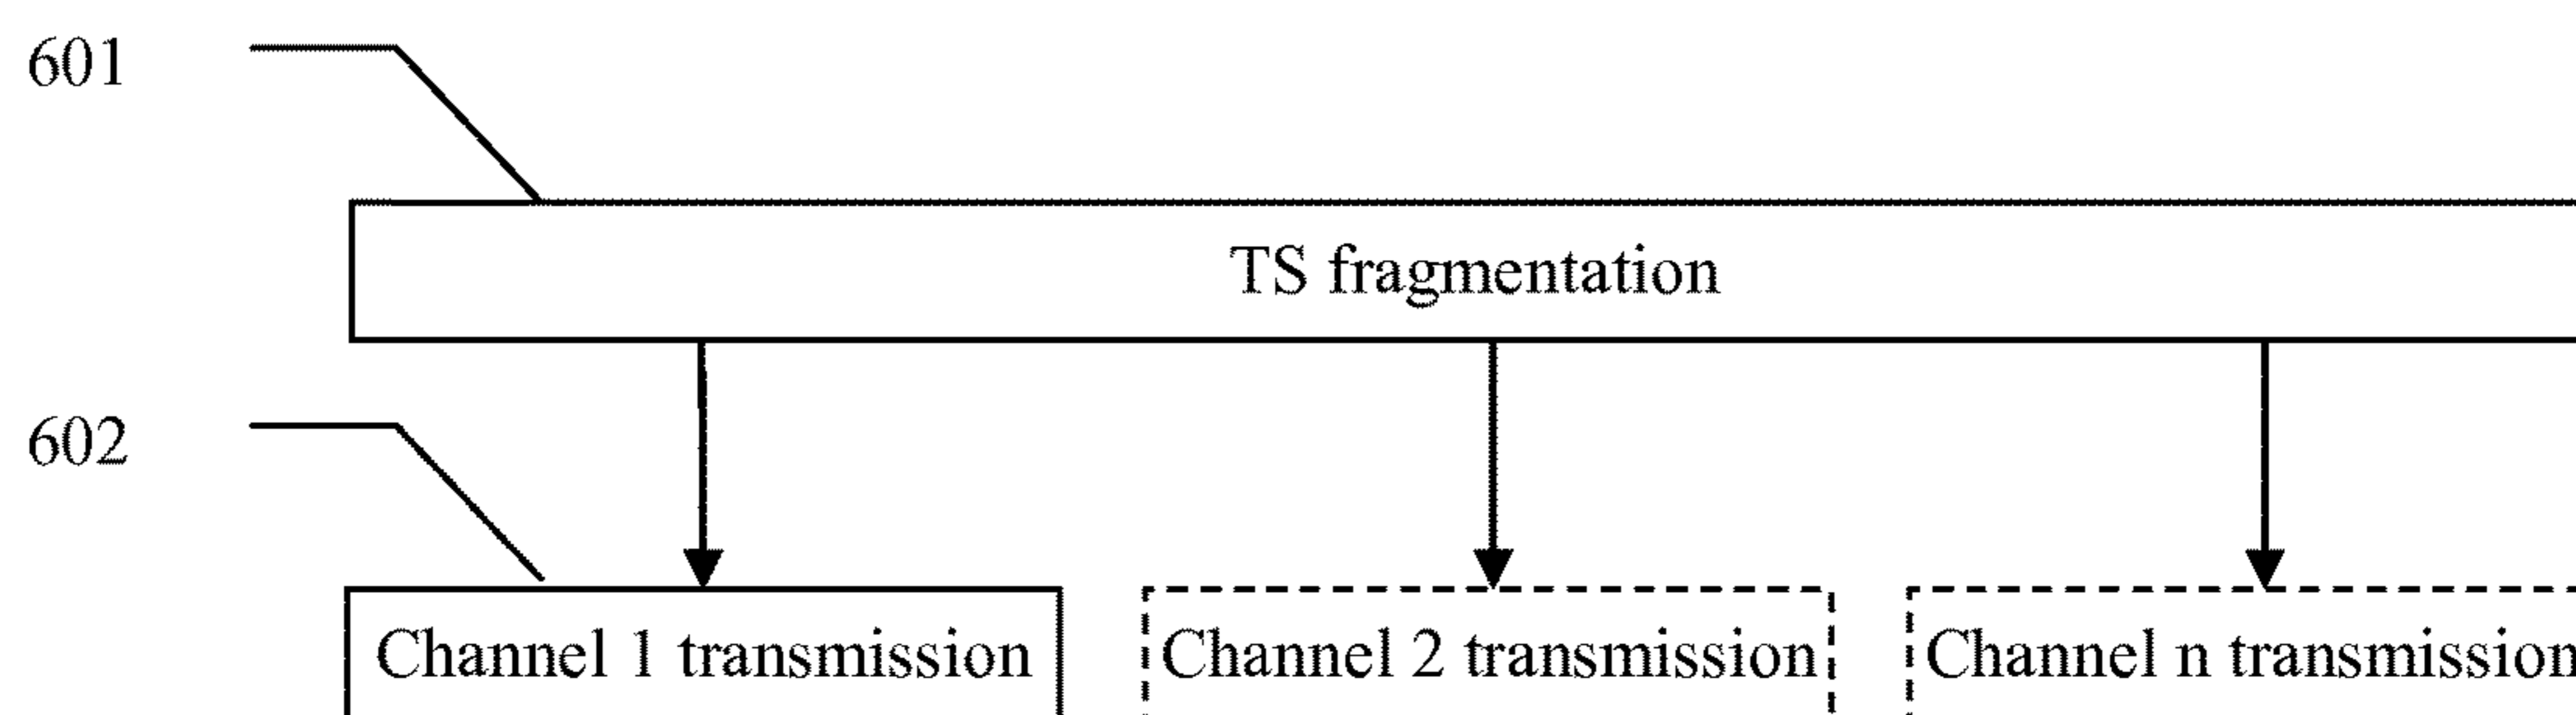 601
TS fragmentation
602
Channel 1 transmission
Channel 2 transmission
Channel n transmission